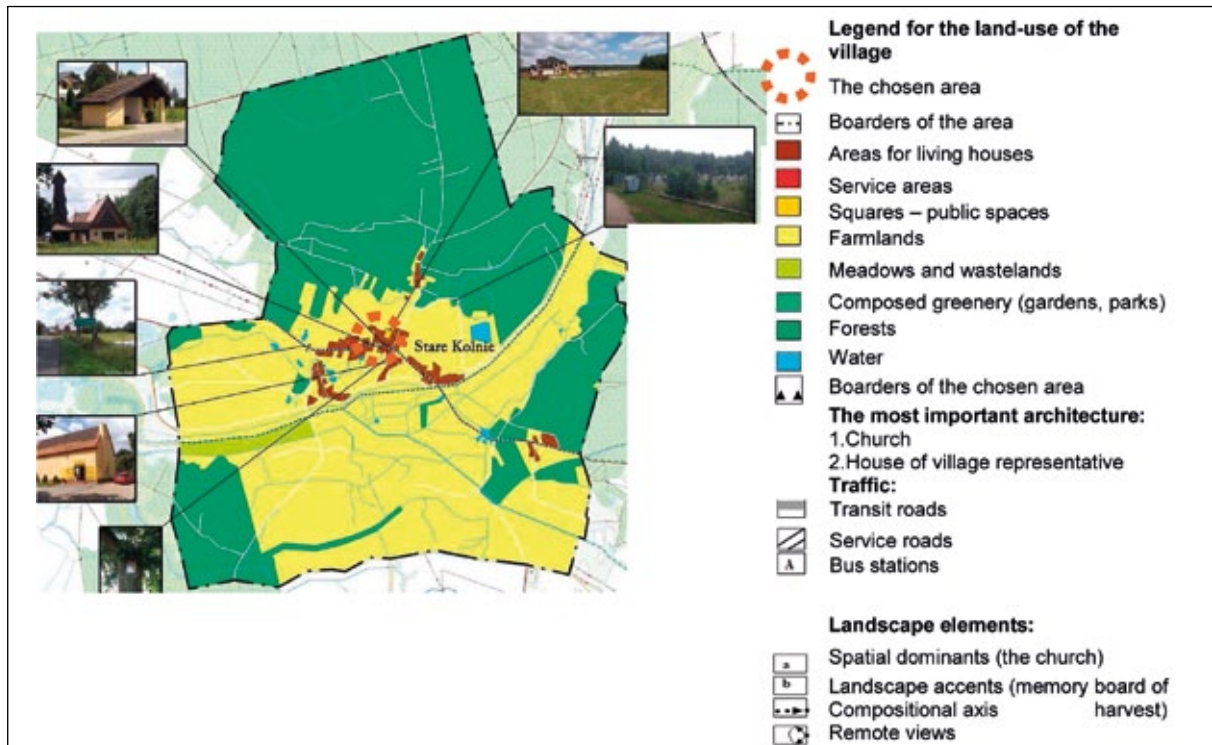 Legend for the land-use of the
village
The chosen area
Boarders of the area
Areas for living houses
Service areas
Squares – public spaces
Farmlands
Meadows and wastelands
Composed greenery (gardens, parks)
Forests
Water
Boarders of the chosen area
The most important architecture:
1.Church
2.House of village representative
Traffic:
Transit roads
Service roads
A Bus stations
Landscape elements:
a Spatial dominants (the church)
b Landscape accents (memory board of
Compositional axis harvest)
Remote views
Stare Kolnie